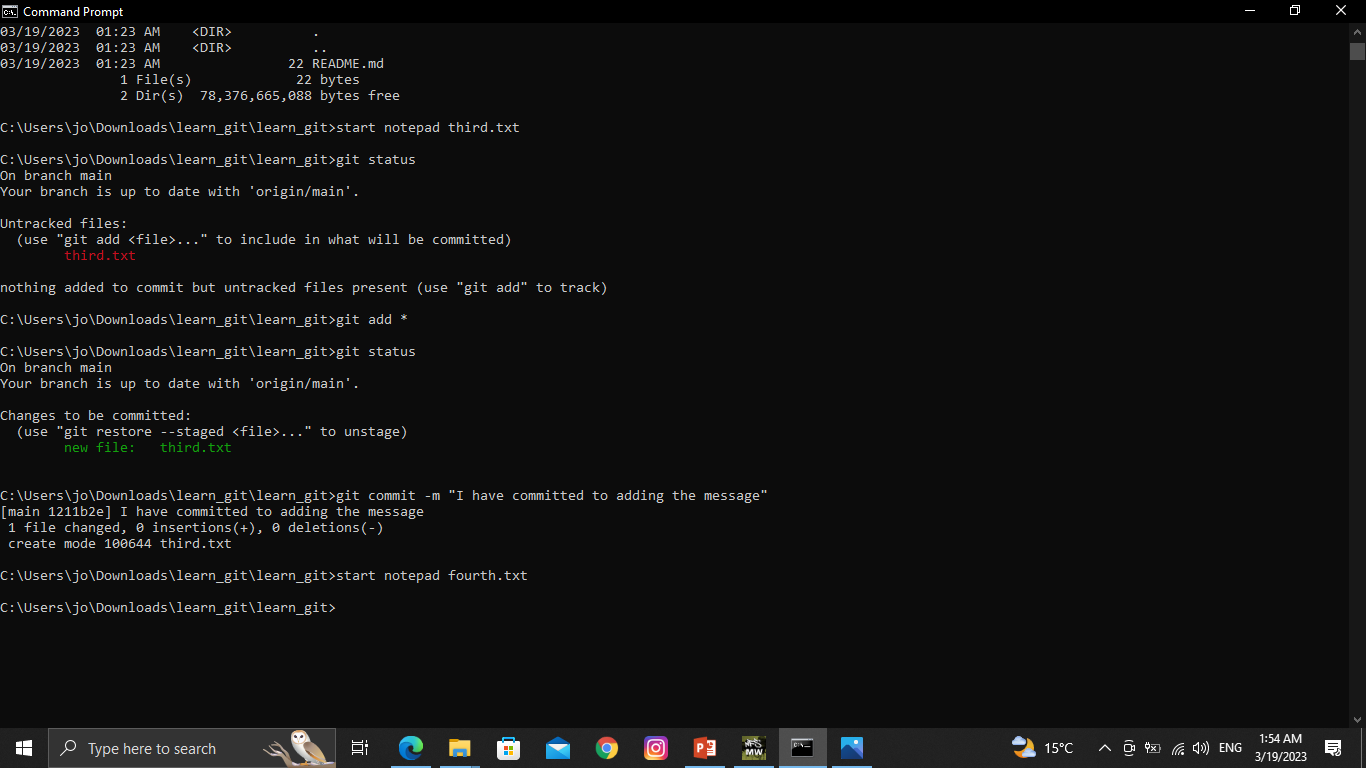 Command Prompt
03/19/2023  01:23 AM    <DIR>          .
03/19/2023  01:23 AM    <DIR>          ..
03/19/2023  01:23 AM                22 README.md
               1 File(s)             22 bytes
               2 Dir(s)  78,376,665,088 bytes free
C:\Users\jo\Downloads\learn_git\learn_git>start notepad third.txt
C:\Users\jo\Downloads\learn_git\learn_git>git status
On branch main
Your branch is up to date with 'origin/main'.
Untracked files:
  (use "git add <file>..." to include in what will be committed)
        third.txt
nothing added to commit but untracked files present (use "git add" to track)
C:\Users\jo\Downloads\learn_git\learn_git>git add *
C:\Users\jo\Downloads\learn_git\learn_git>git status
On branch main
Your branch is up to date with 'origin/main'.
Changes to be committed:
  (use "git restore --staged <file>..." to unstage)
        new file:   third.txt
C:\Users\jo\Downloads\learn_git\learn_git>git commit -m "I have committed to adding the message"
[main 1211b2e] I have committed to adding the message
 1 file changed, 0 insertions(+), 0 deletions(-)
 create mode 100644 third.txt
C:\Users\jo\Downloads\learn_git\learn_git>start notepad fourth.txt
C:\Users\jo\Downloads\learn_git\learn_git>
Type here to search
15°C
ENG
1:54 AM
3/19/2023